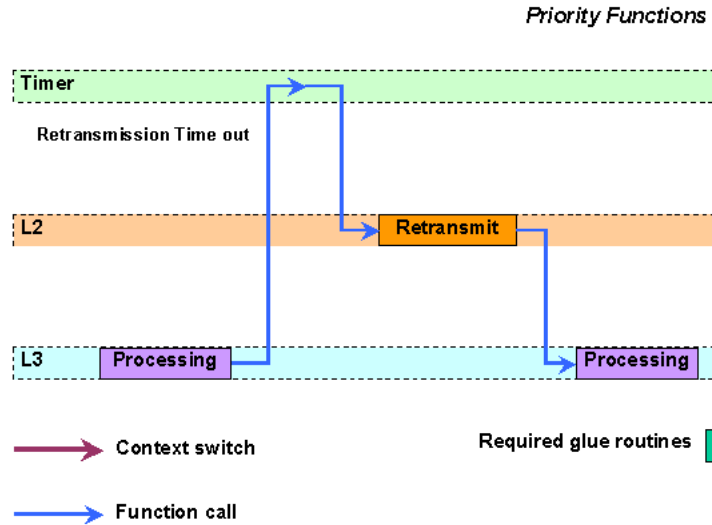 Priority Functions
Timer
Retransmission Time out
L2
Retransmit
L3
Processing
Processing
Context switch
Required glue routines
Function call